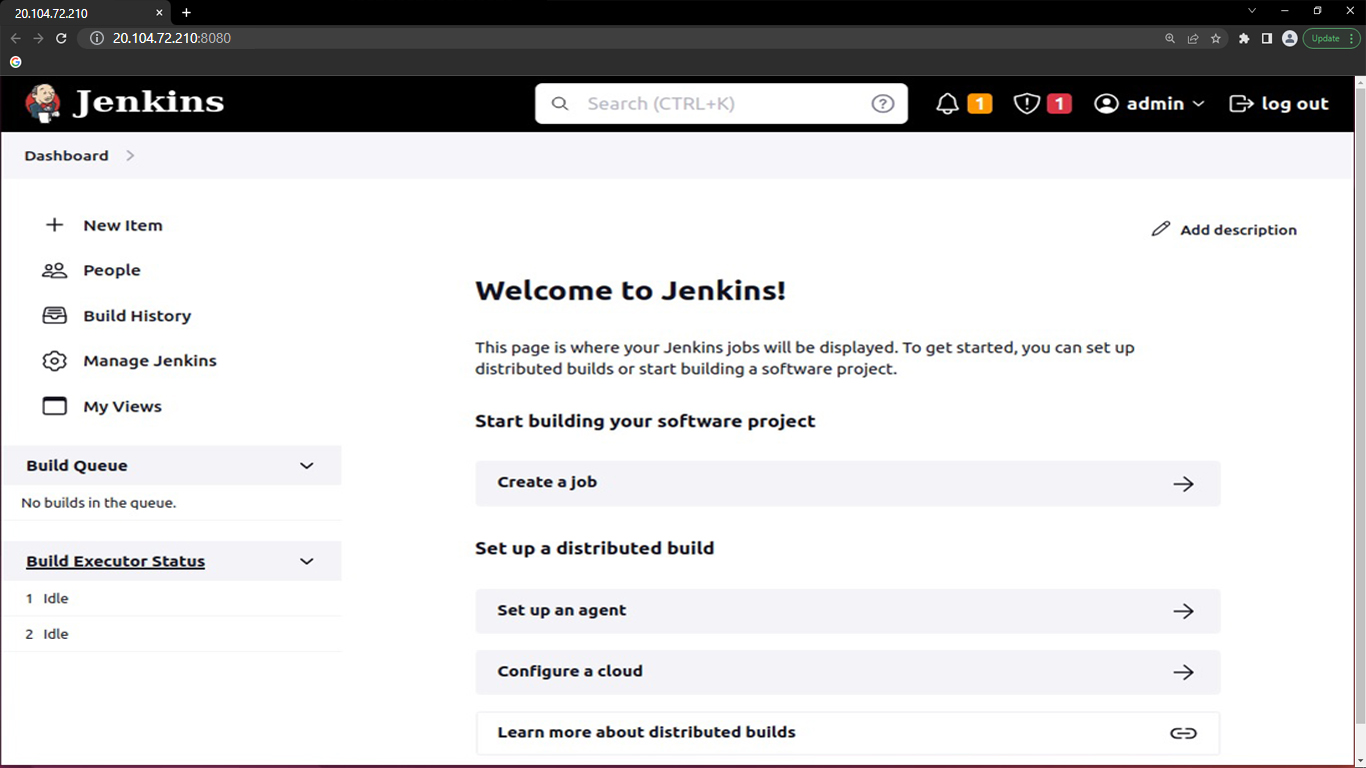 20.104.72.210
20.104.72.210:8080
Update
Jenkins
Search (CTRL+K)
1
1
admin
log out
Dashboard
New Item
People
Build History
Manage Jenkins
My Views
Build Queue
No builds in the queue.
Build Executor Status
1 Idle
2 Idle
Add description
Welcome to Jenkins!
This page is where your Jenkins jobs will be displayed. To get started, you can set up
distributed builds or start building a software project.
Start building your software project
Create a job
Set up a distributed build
Set up an agent
Configure a cloud
Learn more about distributed builds